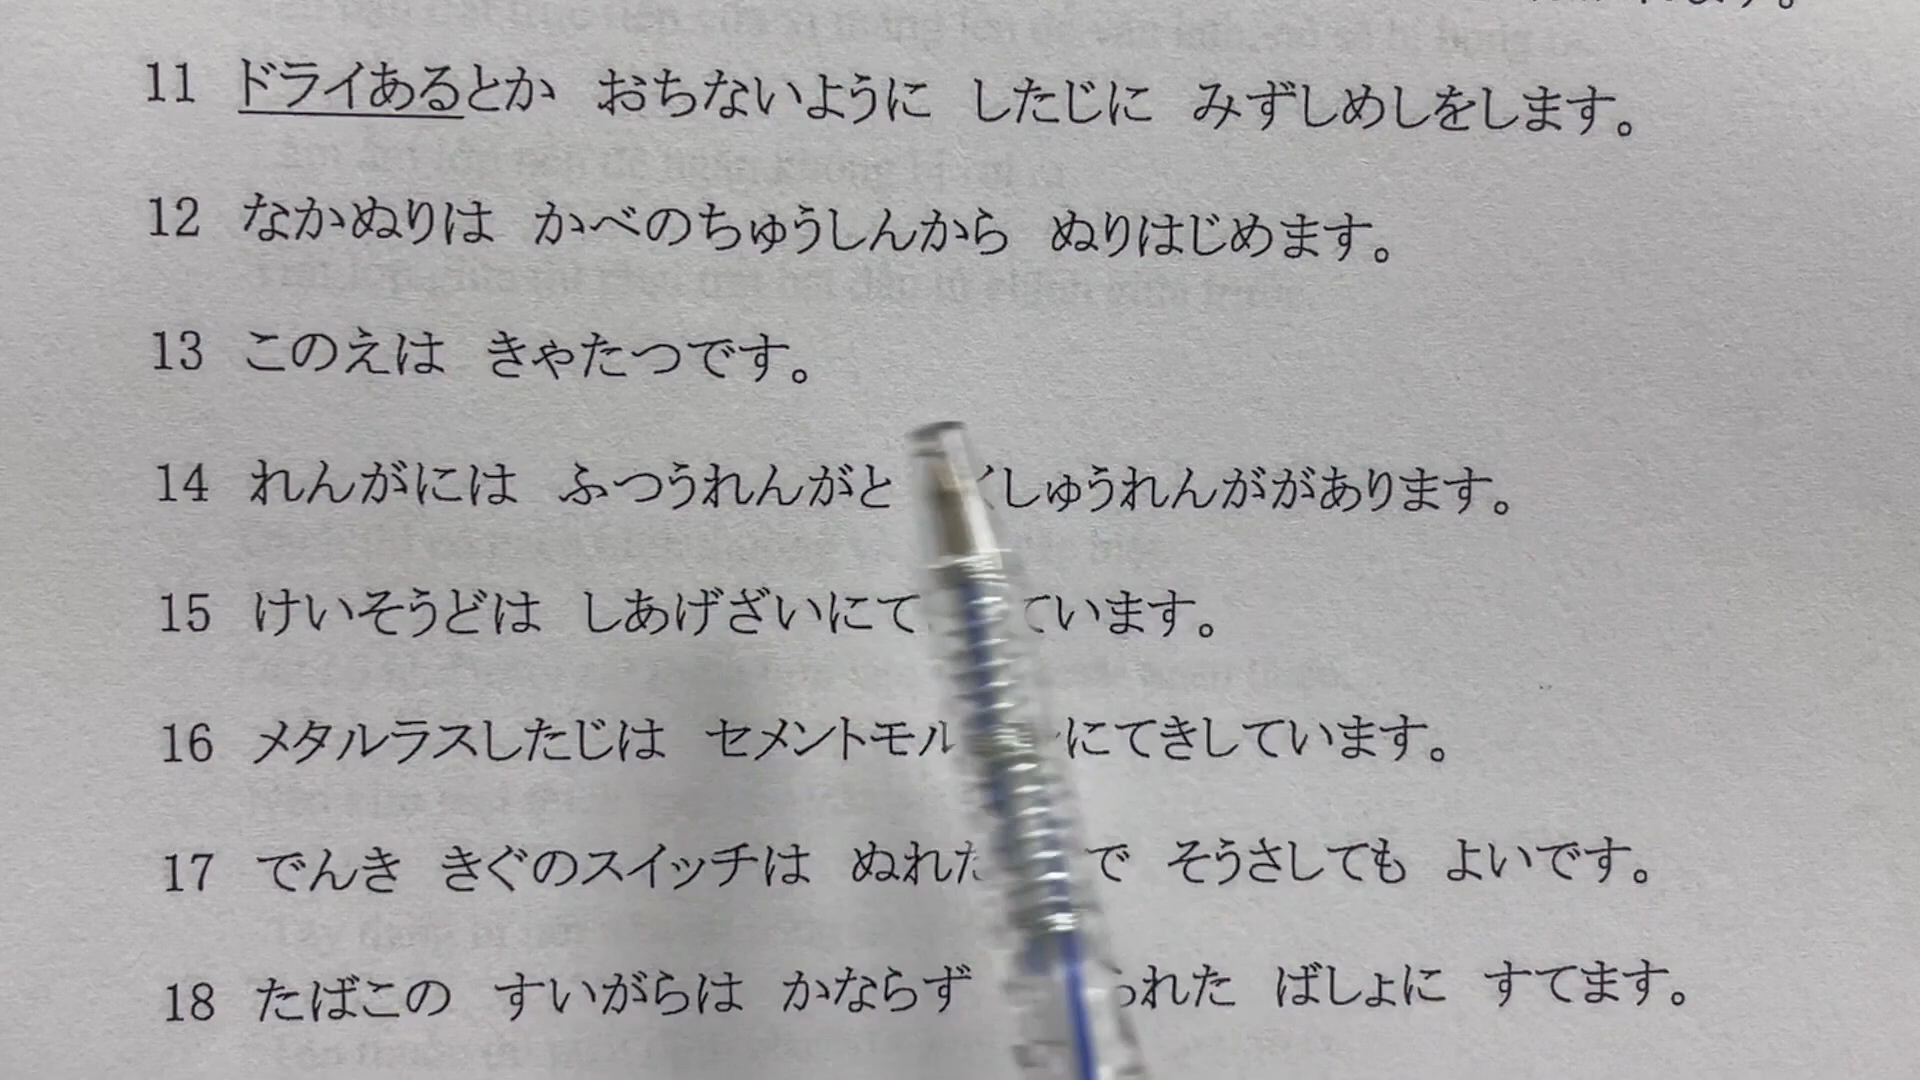 11 ドライあるとか おちないように したじに みずしめしをします。
12 なかぬりは かべのちゅうしんから ぬりはじめます。
13 このえは きゃたつです。
14 れんがには ふつうれんがと くしゅうれんががあります。
15 けいそうどは しあげざいにて ています。
16 メタルラスしたじは セメントモル にてきしています。
17 でんき きぐのスイッチは ぬれた で そうさしても よいです。
18 たばこの すいがらは かならず られた ばしょに すてます。